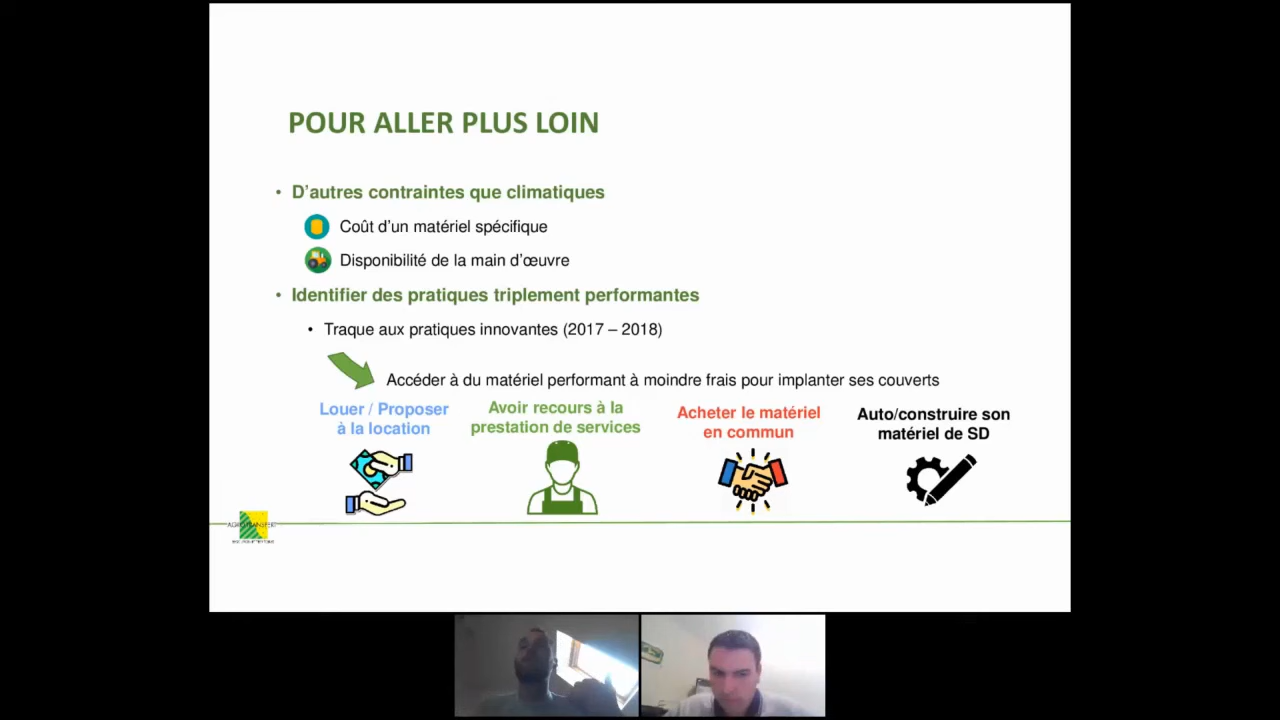 POUR ALLER PLUS LOIN
• D'autres contraintes que climatiques
Coût d'un matériel spécifique
Disponibilité de la main d'œuvre
• Identifier des pratiques triplement performantes
• Traque aux pratiques innovantes (2017 – 2018)
Accéder à du matériel performant à moindre frais pour implanter ses couverts
Louer / Proposer
à la location
Avoir recours à la
prestation de services
Acheter le matériel
en commun
Auto/construire son
matériel de SD